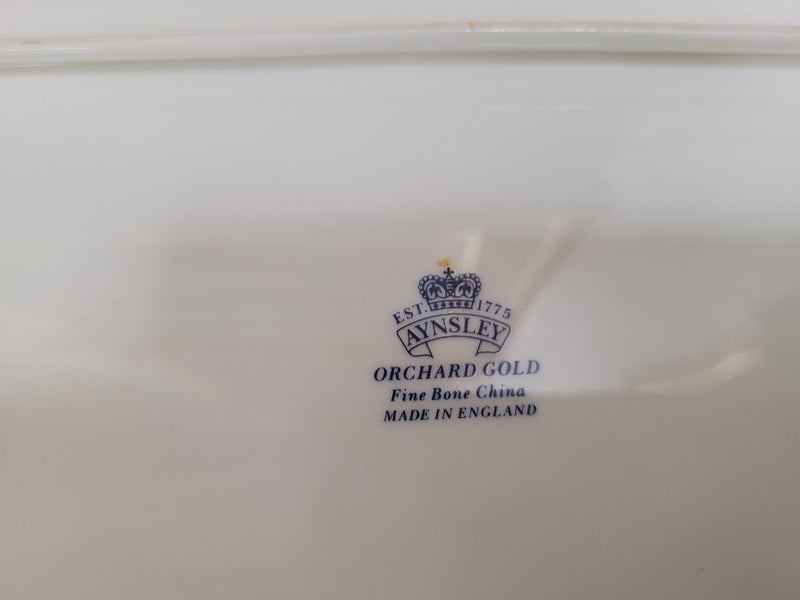 EST. 1775
AYNSLEY
ORCHARD GOLD
Fine Bone China
MADE IN ENGLAND